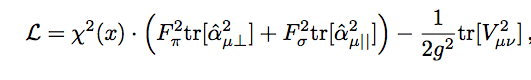 ℒ = χ²(x) · (F_π² tr[α̂²_{μ⊥}] + F_σ² tr[α̂²_{μ||}]) − 1/(2g²) tr[V²_{μν}] ,